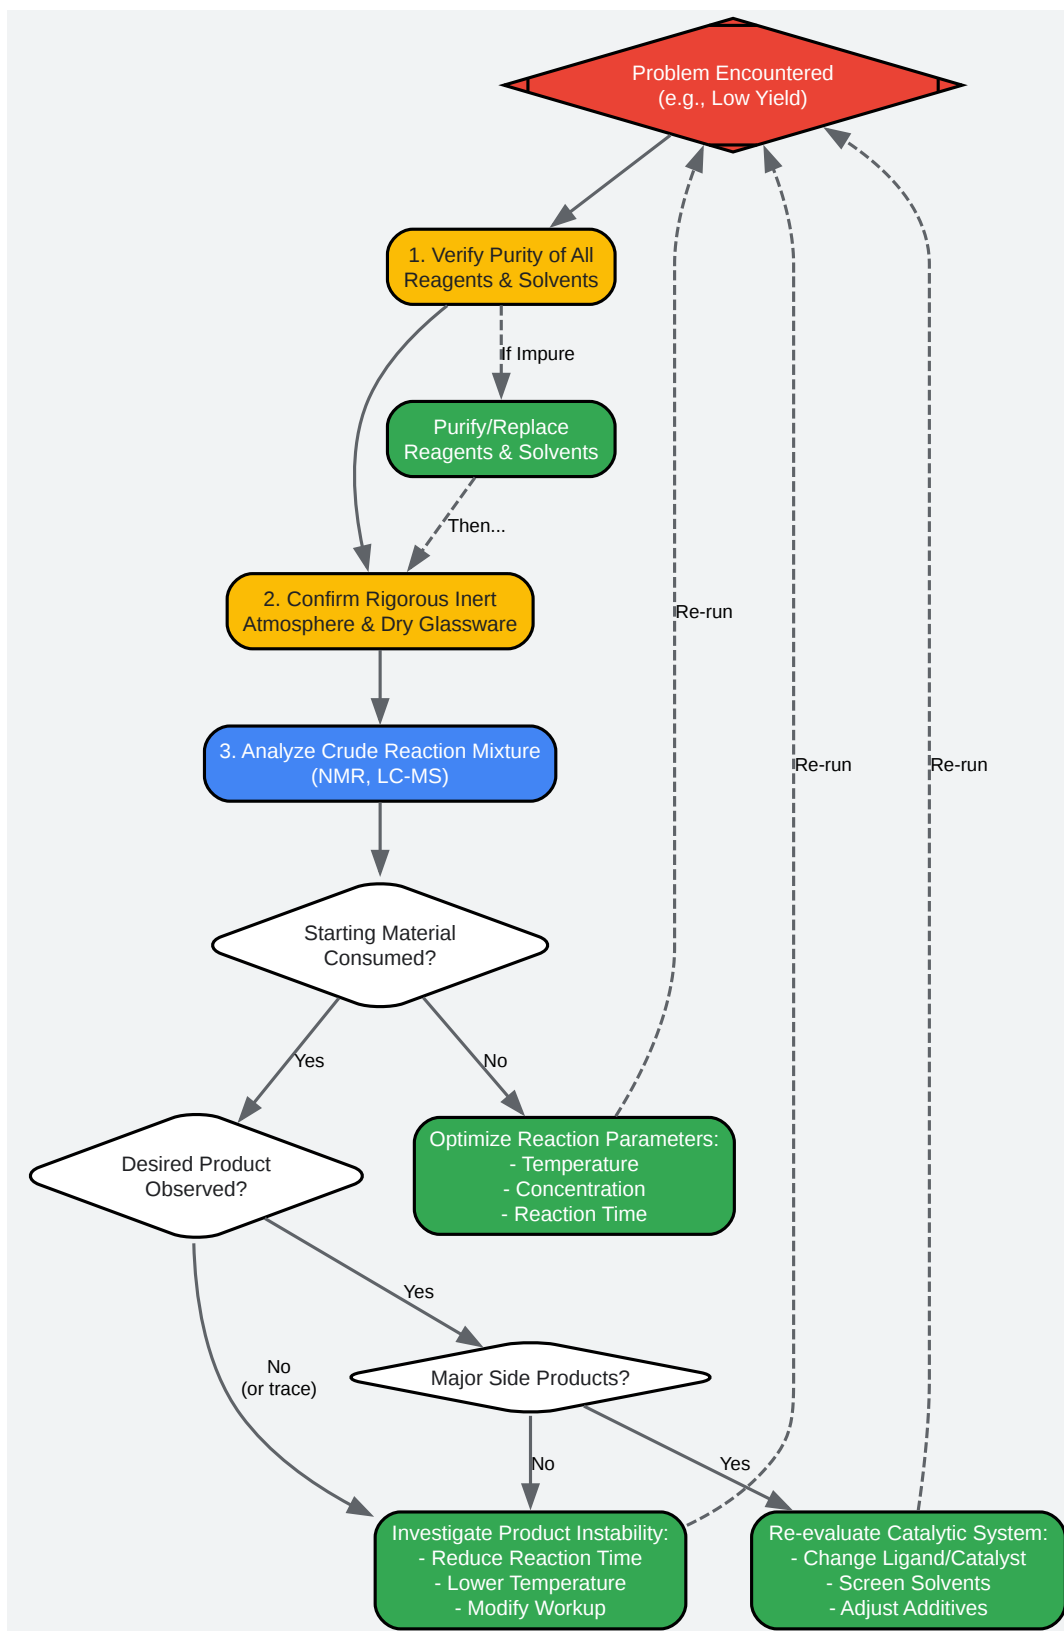 Problem Encountered
(e.g., Low Yield)
1. Verify Purity of All
Reagents & Solvents
If Impure
Purify/Replace
Reagents & Solvents
Then...
2. Confirm Rigorous Inert
Atmosphere & Dry Glassware
Re-run
3. Analyze Crude Reaction Mixture
(NMR, LC-MS)
Re-run
Re-run
Starting Material
Consumed?
Yes
No
Optimize Reaction Parameters:
- Temperature
- Concentration
- Reaction Time
Desired Product
Observed?
Yes
No
(or trace)
Major Side Products?
No
Yes
Investigate Product Instability:
- Reduce Reaction Time
- Lower Temperature
- Modify Workup
Re-evaluate Catalytic System:
- Change Ligand/Catalyst
- Screen Solvents
- Adjust Additives